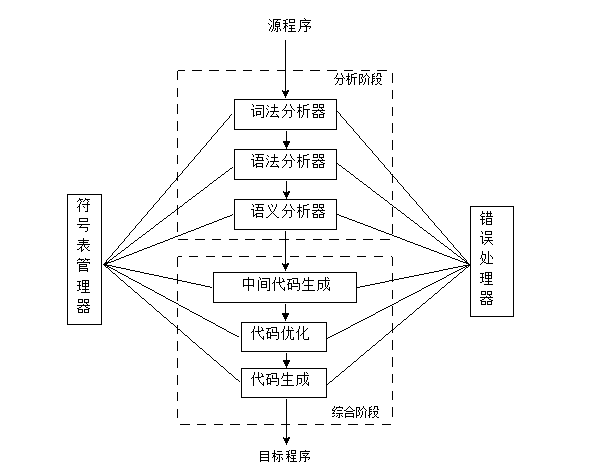 源程序
分析阶段
词法分析器
语法分析器
语义分析器
符号表管理器
错误处理器
中间代码生成
代码优化
代码生成
综合阶段
目标程序